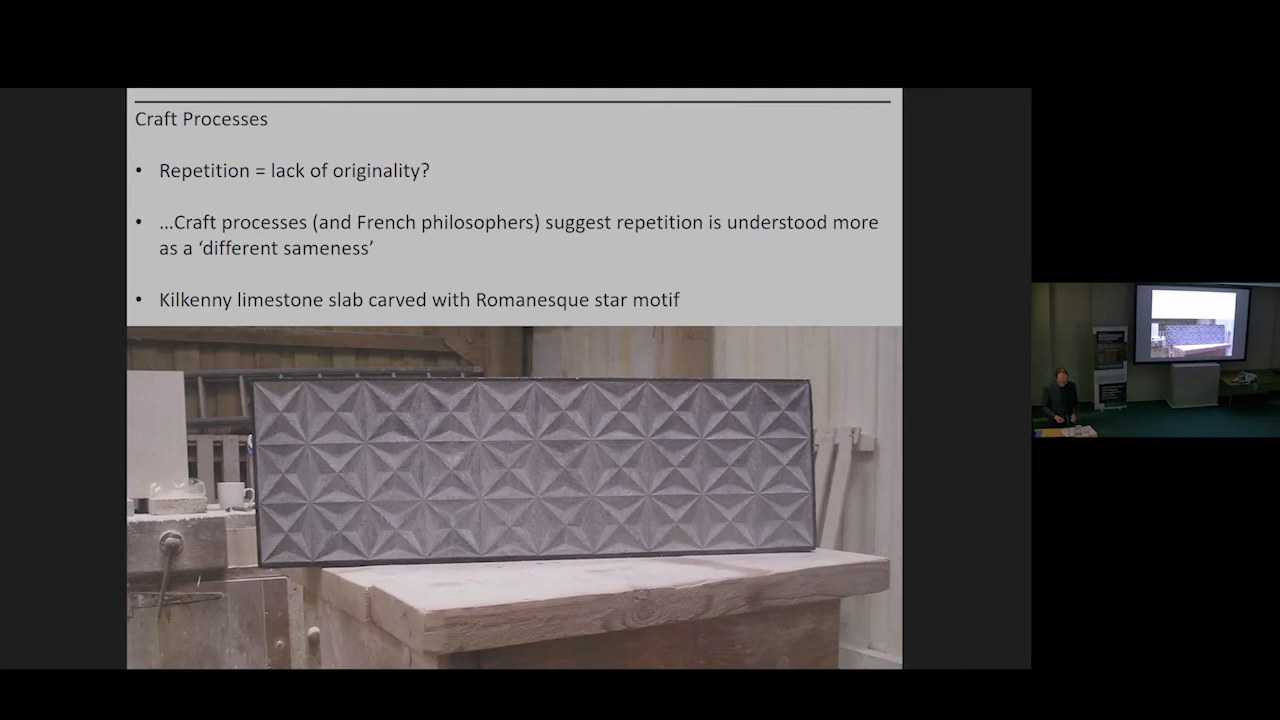 Craft Processes
• Repetition = lack of originality?
• …Craft processes (and French philosophers) suggest repetition is understood more
as a ‘different sameness’
• Kilkenny limestone slab carved with Romanesque star motif